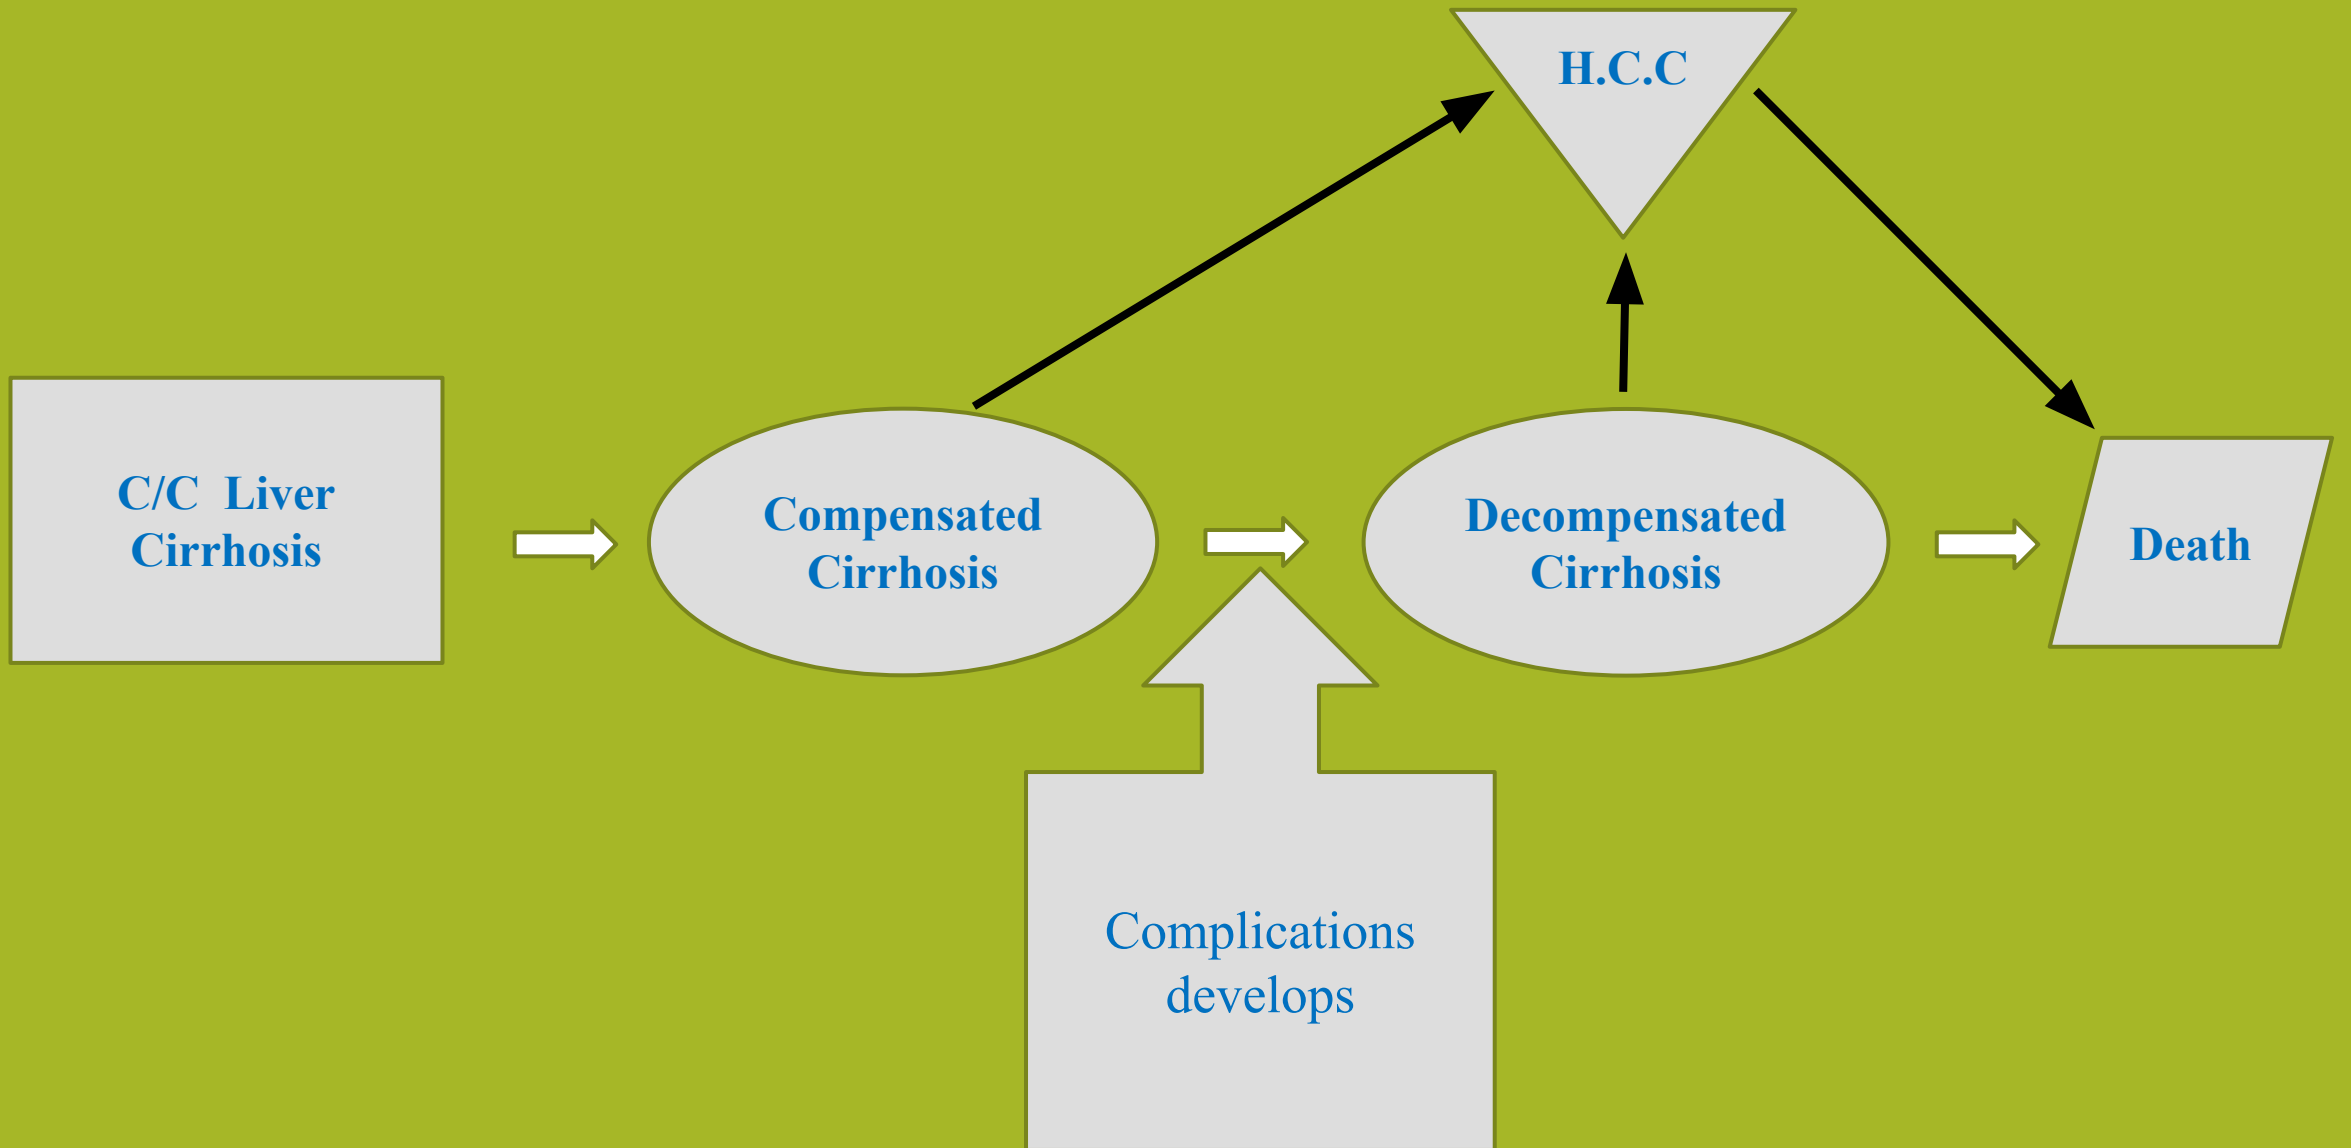 H.C.C
C/C  Liver
Cirrhosis
Compensated
Cirrhosis
Decompensated
Cirrhosis
Death
Complications
develops